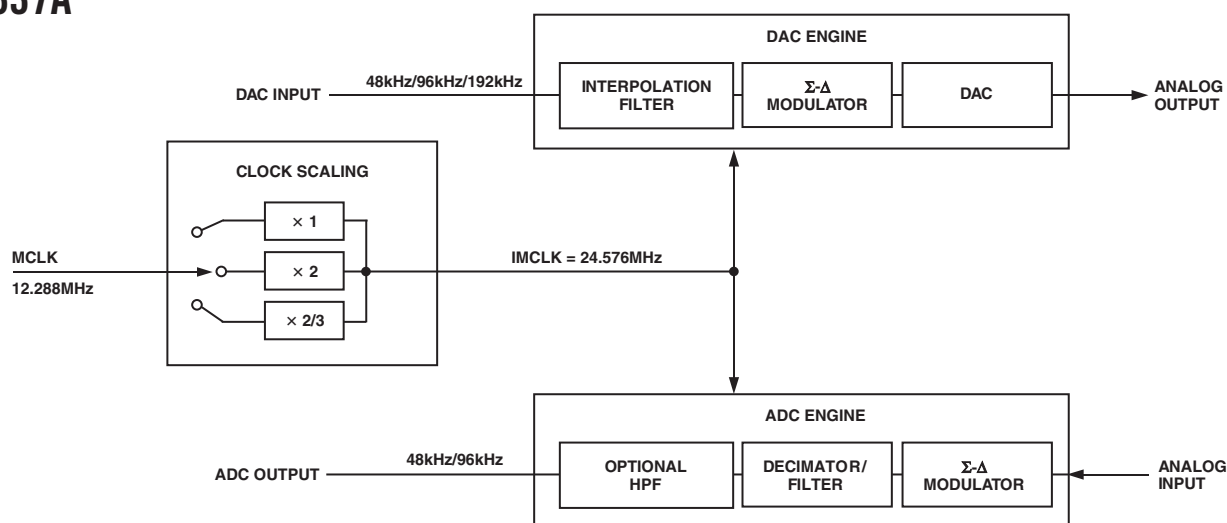 DAC ENGINE
DAC INPUT
48kHz/96kHz/192kHz
INTERPOLATION
FILTER
Σ-Δ
MODULATOR
DAC
ANALOG
OUTPUT
CLOCK SCALING
× 1
MCLK
12.288MHz
× 2
IMCLK = 24.576MHz
× 2/3
ADC ENGINE
ADC OUTPUT
48kHz/96kHz
OPTIONAL
HPF
DECIMATOR/
FILTER
Σ-Δ
MODULATOR
ANALOG
INPUT